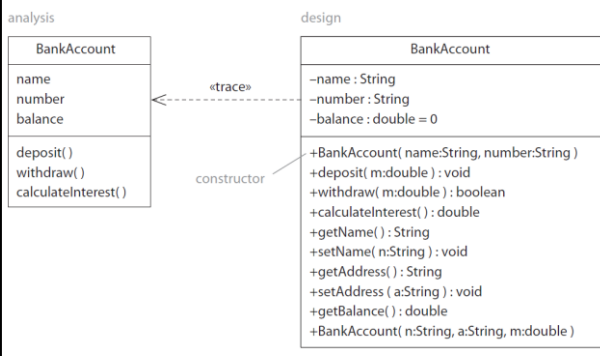 analysis
BankAccount
name
number
balance
deposit( )
withdraw( )
calculateInterest( )
«trace»
constructor
design
BankAccount
–name : String
–number : String
–balance : double = 0
+BankAccount( name:String, number:String )
+deposit( m:double ) : void
+withdraw( m:double ) : boolean
+calculateInterest( ) : double
+getName( ) : String
+setName( n:String ) : void
+getAddress( ) : String
+setAddress ( a:String ) : void
+getBalance( ) : double
+BankAccount( n:String, a:String, m:double )